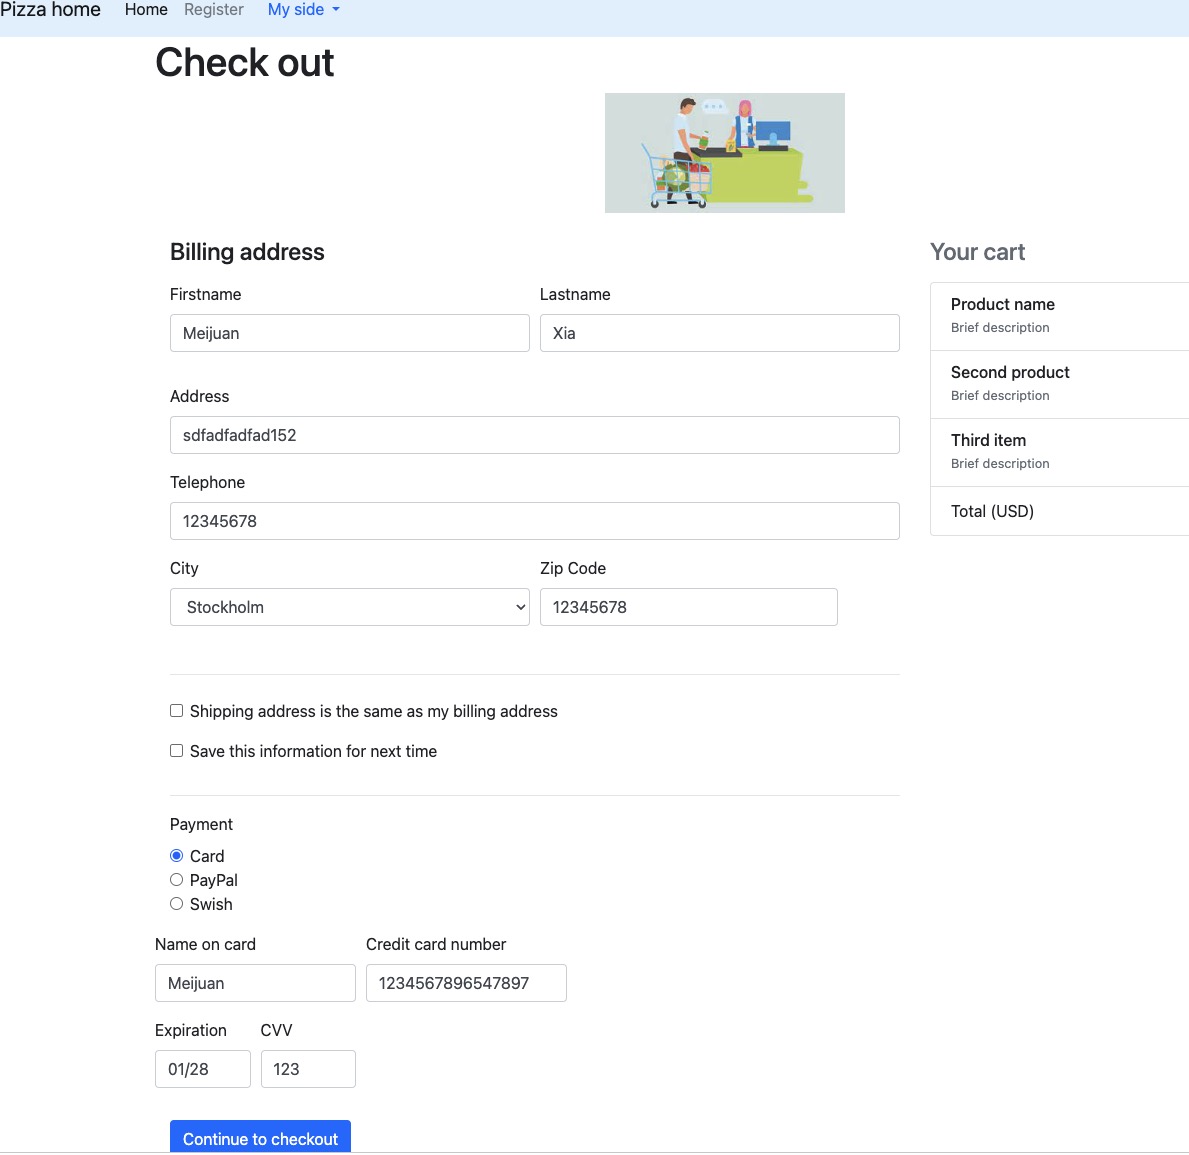 Pizza home Home Register My side
Check out
Billing address
Firstname Lastname
Meijuan Xia
Address
sdfadfadfad152
Telephone
12345678
City Zip Code
Stockholm 12345678
Shipping address is the same as my billing address
Save this information for next time
Payment
Card
PayPal
Swish
Name on card Credit card number
Meijuan 1234567896547897
Expiration CVV
01/28 123
Continue to checkout
Your cart
Product name
Brief description
Second product
Brief description
Third item
Brief description
Total (USD)